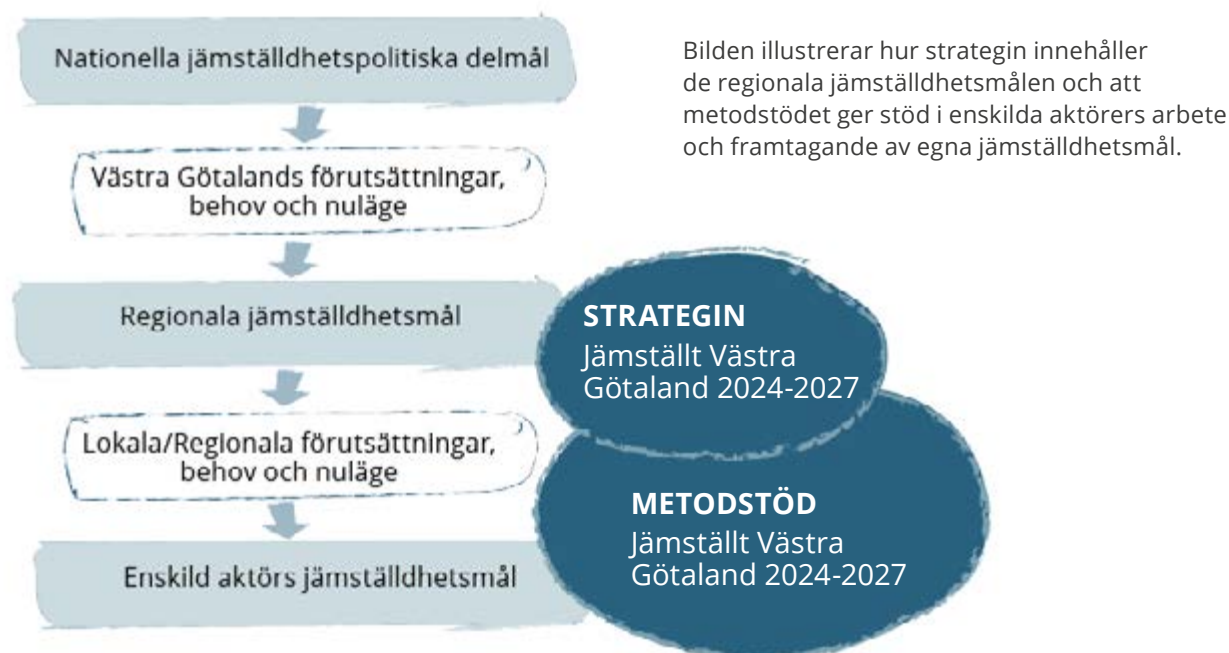 Nationella jämställdhetspolitiska delmål
Bilden illustrerar hur strategin innehåller
de regionala jämställdhetsmålen och att
metodstödet ger stöd i enskilda aktörers arbete
och framtagande av egna jämställdhetsmål.
Västra Götalands förutsättningar,
behov och nuläge
Regionala jämställdhetsmål
STRATEGIN
Jämställt Västra
Götaland 2024-2027
Lokala/Regionala förutsättningar,
behov och nuläge
METODSTÖD
Jämställt Västra
Götaland 2024-2027
Enskild aktörs jämställdhetsmål